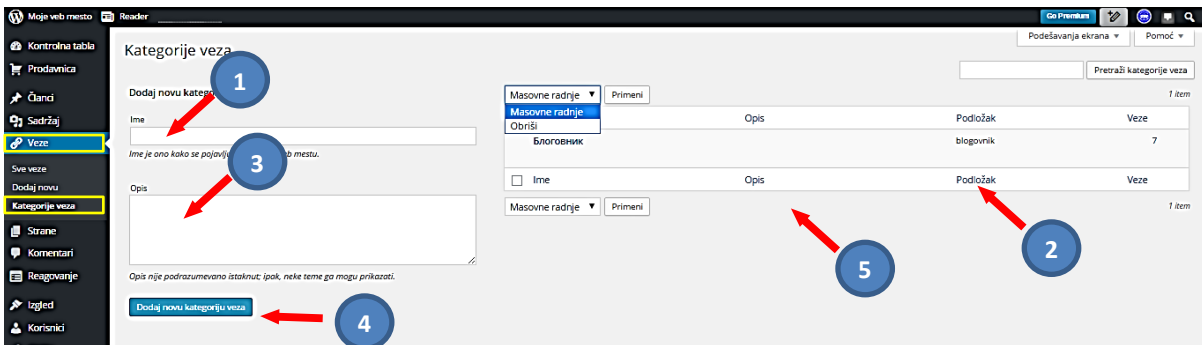 Moje veb mesto Reader Go Premium
Kontrolna tabla
Prodavnica
Članci
Sadržaj
Veze
Sve veze
Dodaj novu
Kategorije veza
Strane
Komentari
Reagovanje
Izgled
Korisnici
Podešavanja ekrana Pomoć
Kategorije veza
Pretraži kategorije veza
Dodaj novu
1
Ime
Ime je ono kako se
3
Opis
Opis nije podrazumevano istaknut; ipak, neke teme ga mogu prikazati.
Dodaj novu kategoriju veza
4
Masovne radnje Primeni 1 item
Masovne radnje
Obriši
Opis Podložak Veze
Блоговник blogovnik 7
Ime Opis Podložak Veze
Masovne radnje Primeni 1 item
5
2